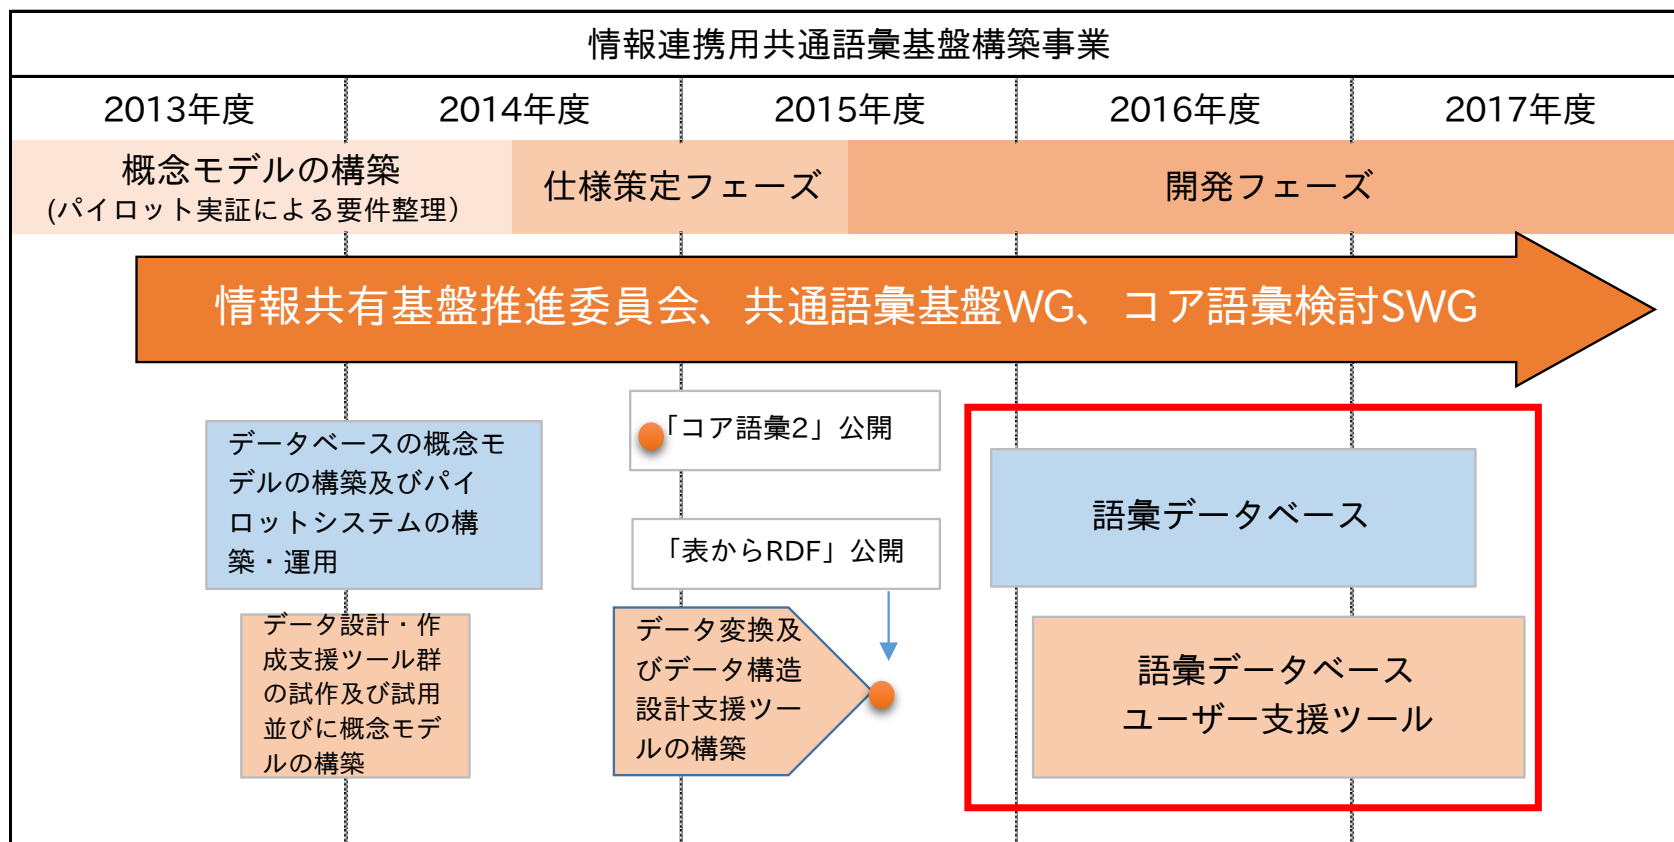 情報連携用共通語彙基盤構築事業
2013年度
2014年度
2015年度
2016年度
2017年度
概念モデルの構築
(パイロット実証による要件整理）
仕様策定フェーズ
開発フェーズ
情報共有基盤推進委員会、共通語彙基盤WG、コア語彙検討SWG
「コア語彙2」公開
データベースの概念モ
デルの構築及びパイ
ロットシステムの構
築・運用
「表からRDF」公開
語彙データベース
データ設計・作
成支援ツール群
の試作及び試用
並びに概念モデ
ルの構築
データ変換及
びデータ構造
設計支援ツー
ルの構築
語彙データベース
ユーザー支援ツール